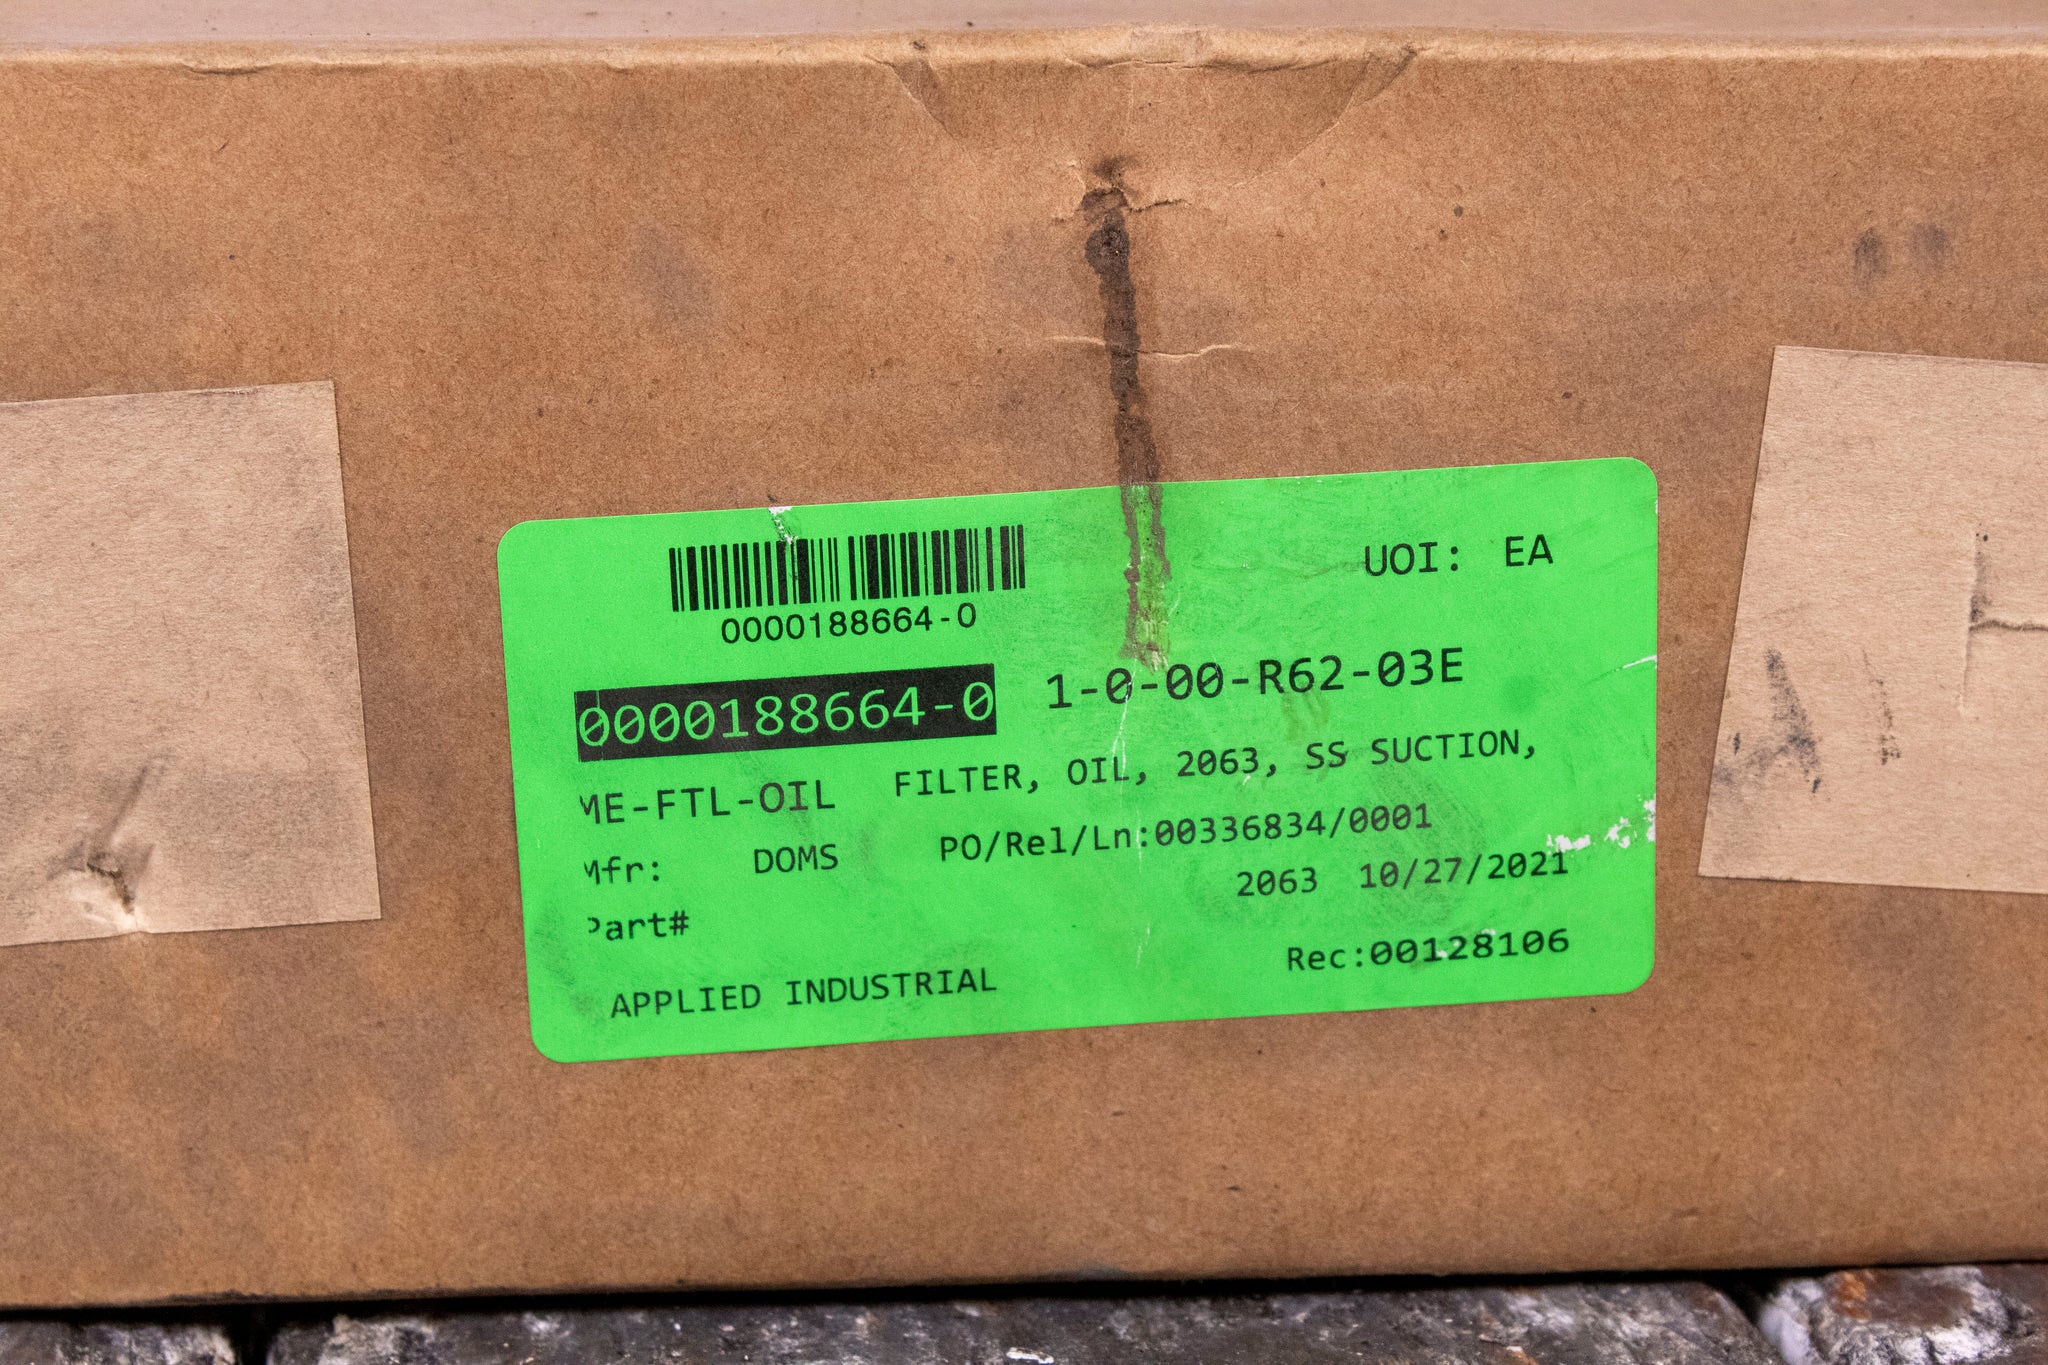 UOI: EA
0000188664-0
0000188664-0 1-0-00-R62-03E
ME-FTL-OIL FILTER, OIL, 2063, SS SUCTION,
Mfr: DOMS PO/Rel/Ln:00336834/0001
2063 10/27/2021
Part#
Rec:00128106
APPLIED INDUSTRIAL